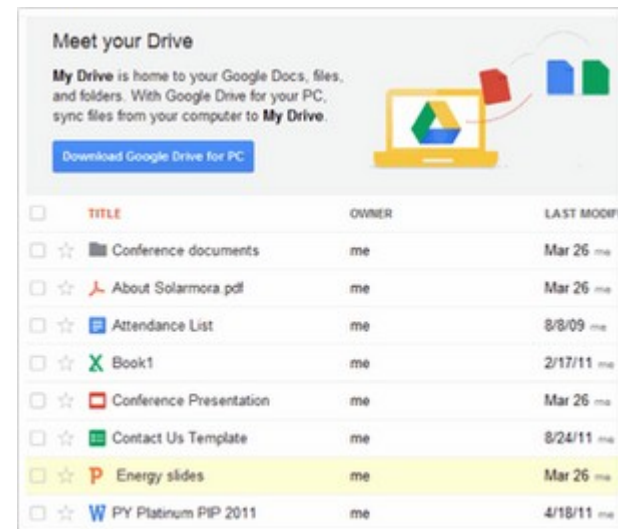 Meet your Drive
My Drive is home to your Google Docs, files,
and folders. With Google Drive for your PC,
sync files from your computer to My Drive.
Download Google Drive for PC
TITLE OWNER LAST MODIF
Conference documents me Mar 26 me
About Solarmora.pdf me Mar 26 me
Attendance List me 8/8/09 me
X Book1 me 2/17/11 me
Conference Presentation me Mar 26 me
Contact Us Template me 8/24/11 me
P Energy slides me Mar 26 me
W PY Platinum PIP 2011 me 4/18/11 me